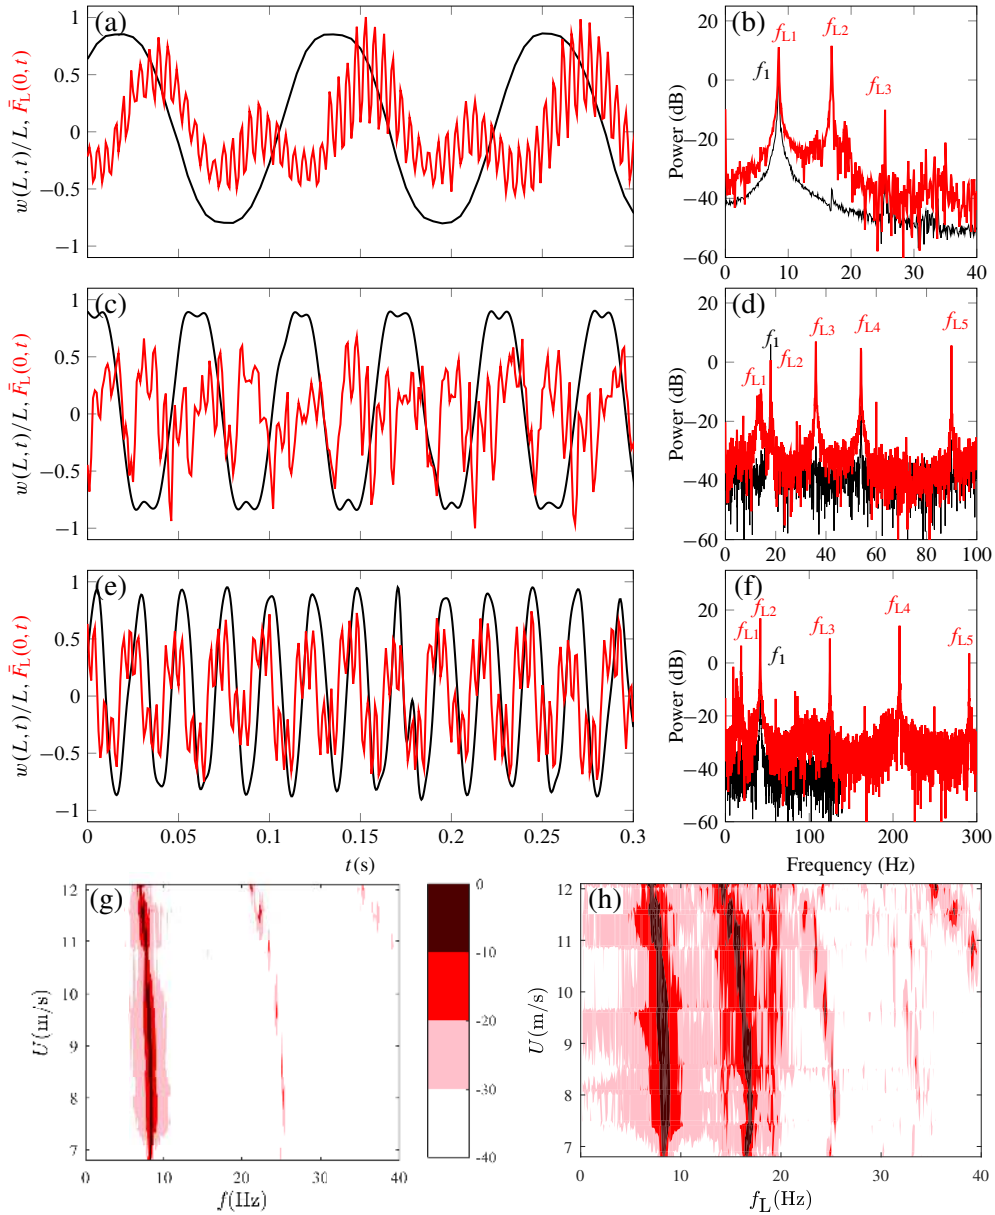 (a)
w(L, t)/L, F̄L(0, t)
1
0.5
0
−0.5
−1
(b)
Power (dB)
20
0
−20
−40
−60
fL1
fL2
f1
fL3
0 10 20 30 40
(c)
w(L, t)/L, F̄L(0, t)
1
0.5
0
−0.5
−1
(d)
Power (dB)
20
0
−20
−40
−60
f1
fL1
fL2
fL3
fL4
fL5
0 20 40 60 80 100
(e)
w(L, t)/L, F̄L(0, t)
1
0.5
0
−0.5
−1
0 0.05 0.1 0.15 0.2 0.25 0.3
t(s)
(f)
Power (dB)
20
0
−20
−40
−60
fL2
fL1
f1
fL3
fL4
fL5
0 100 200 300
Frequency (Hz)
(g)
U(m/s)
12
11
10
9
8
7
0 10 20 30 40
f(Hz)
0
-10
-20
-30
-40
(h)
U(m/s)
12
11
10
9
8
7
0 10 20 30 40
fL(Hz)